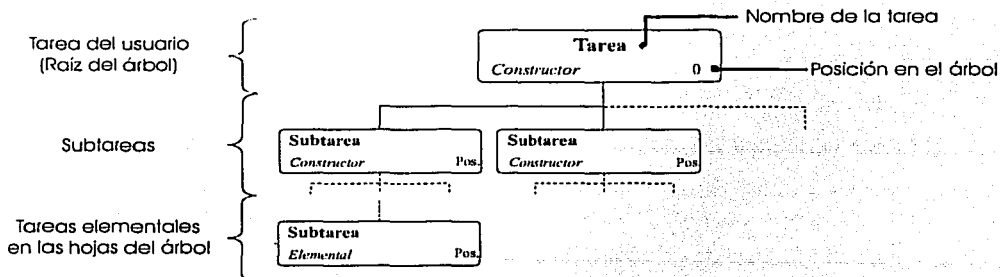 Nombre de la tarea
Tarea del usuario
(Raíz del árbol)
Tarea
Constructor 0
Posición en el árbol
Subtareas
Subtarea
Constructor Pos.
Subtarea
Constructor Pos
Tareas elementales
en las hojas del árbol
Subtarea
Elemental Pos.